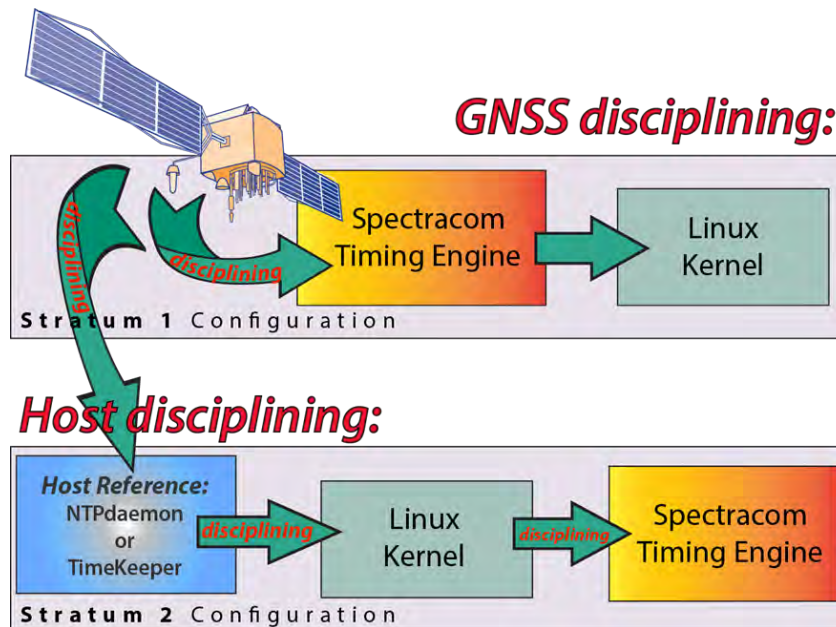 GNSS disciplining:
disciplining
disciplining
Spectracom
Timing Engine
Linux
Kernel
Stratum 1 Configuration
Host disciplining:
Host Reference:
NTPdaemon
or
TimeKeeper
disciplining
Linux
Kernel
disciplining
Spectracom
Timing Engine
Stratum 2 Configuration